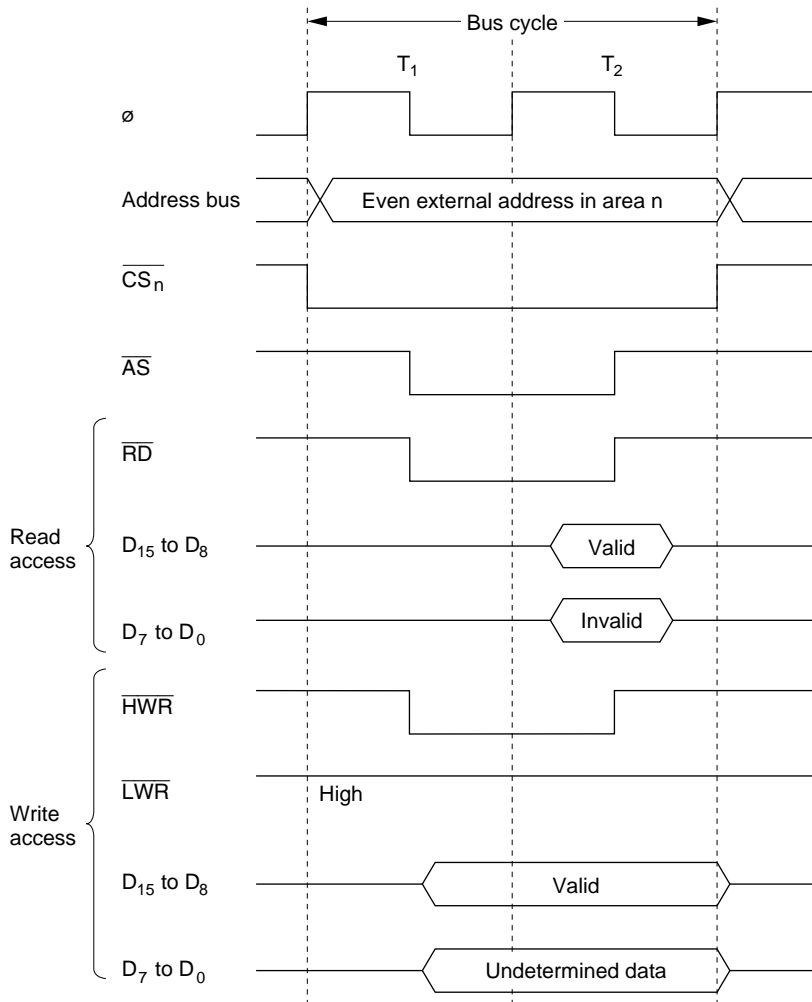 Bus cycle
T1 T2
ø
Address bus Even external address in area n
CSn
AS
RD
Read access
D15 to D8 Valid
D7 to D0 Invalid
HWR
LWR High
Write access
D15 to D8 Valid
D7 to D0 Undetermined data